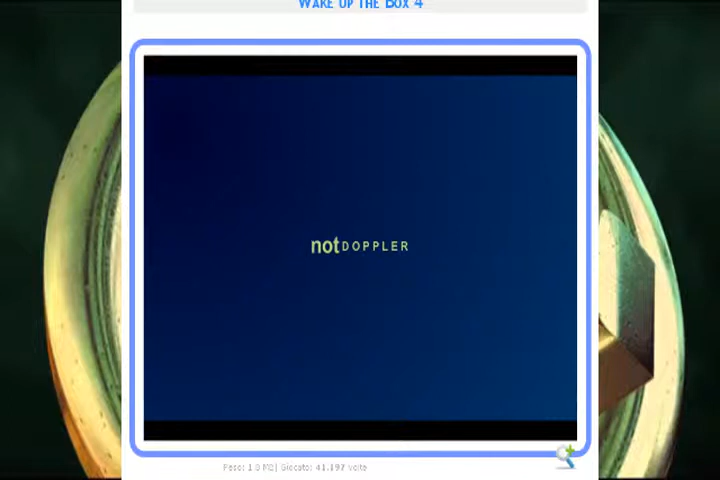 WAKE UP THE BOX 4
notDOPPLER
Peso: 1.0 MB| Giocato: 41.197 volte